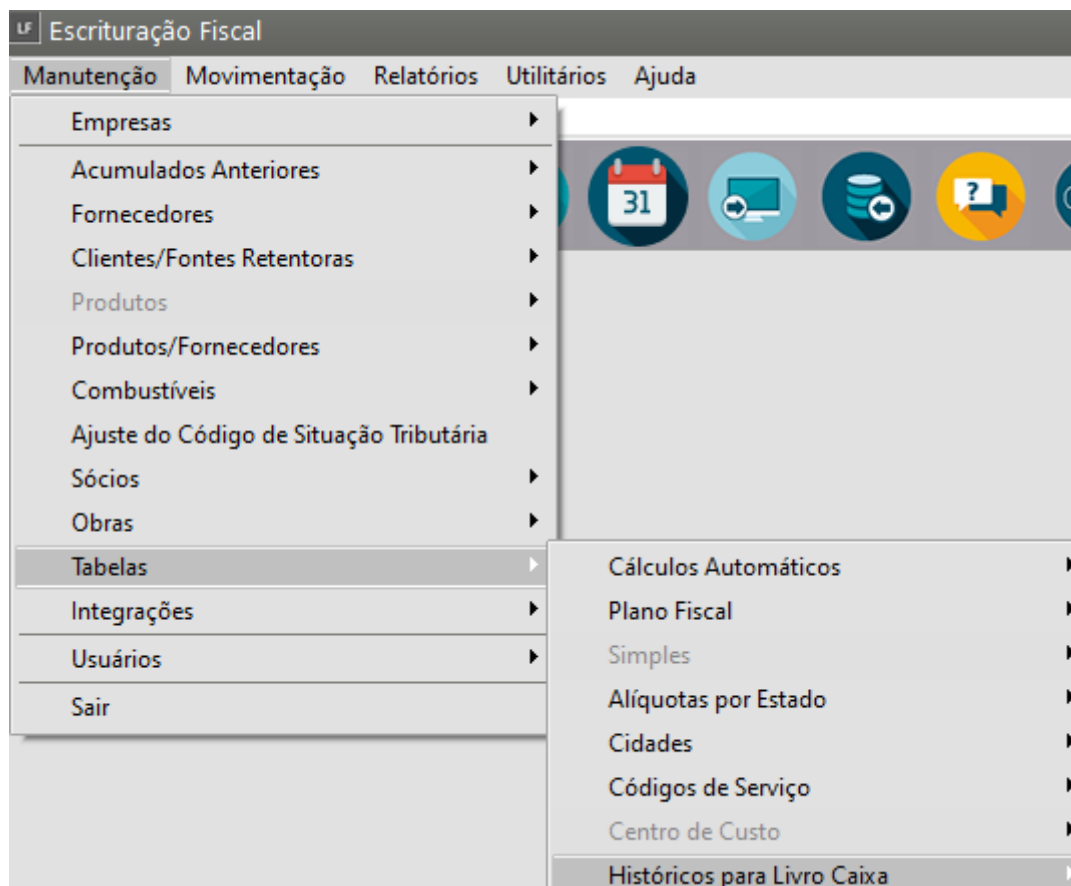 LF Escrituração Fiscal
Manutenção Movimentação Relatórios Utilitários Ajuda
Empresas
Acumulados Anteriores
Fornecedores
Clientes/Fontes Retentoras
Produtos
Produtos/Fornecedores
Combustíveis
Ajuste do Código de Situação Tributária
Sócios
Obras
Tabelas
Integrações
Usuários
Sair
31
?
Cálculos Automáticos
Plano Fiscal
Simples
Alíquotas por Estado
Cidades
Códigos de Serviço
Centro de Custo
Históricos para Livro Caixa